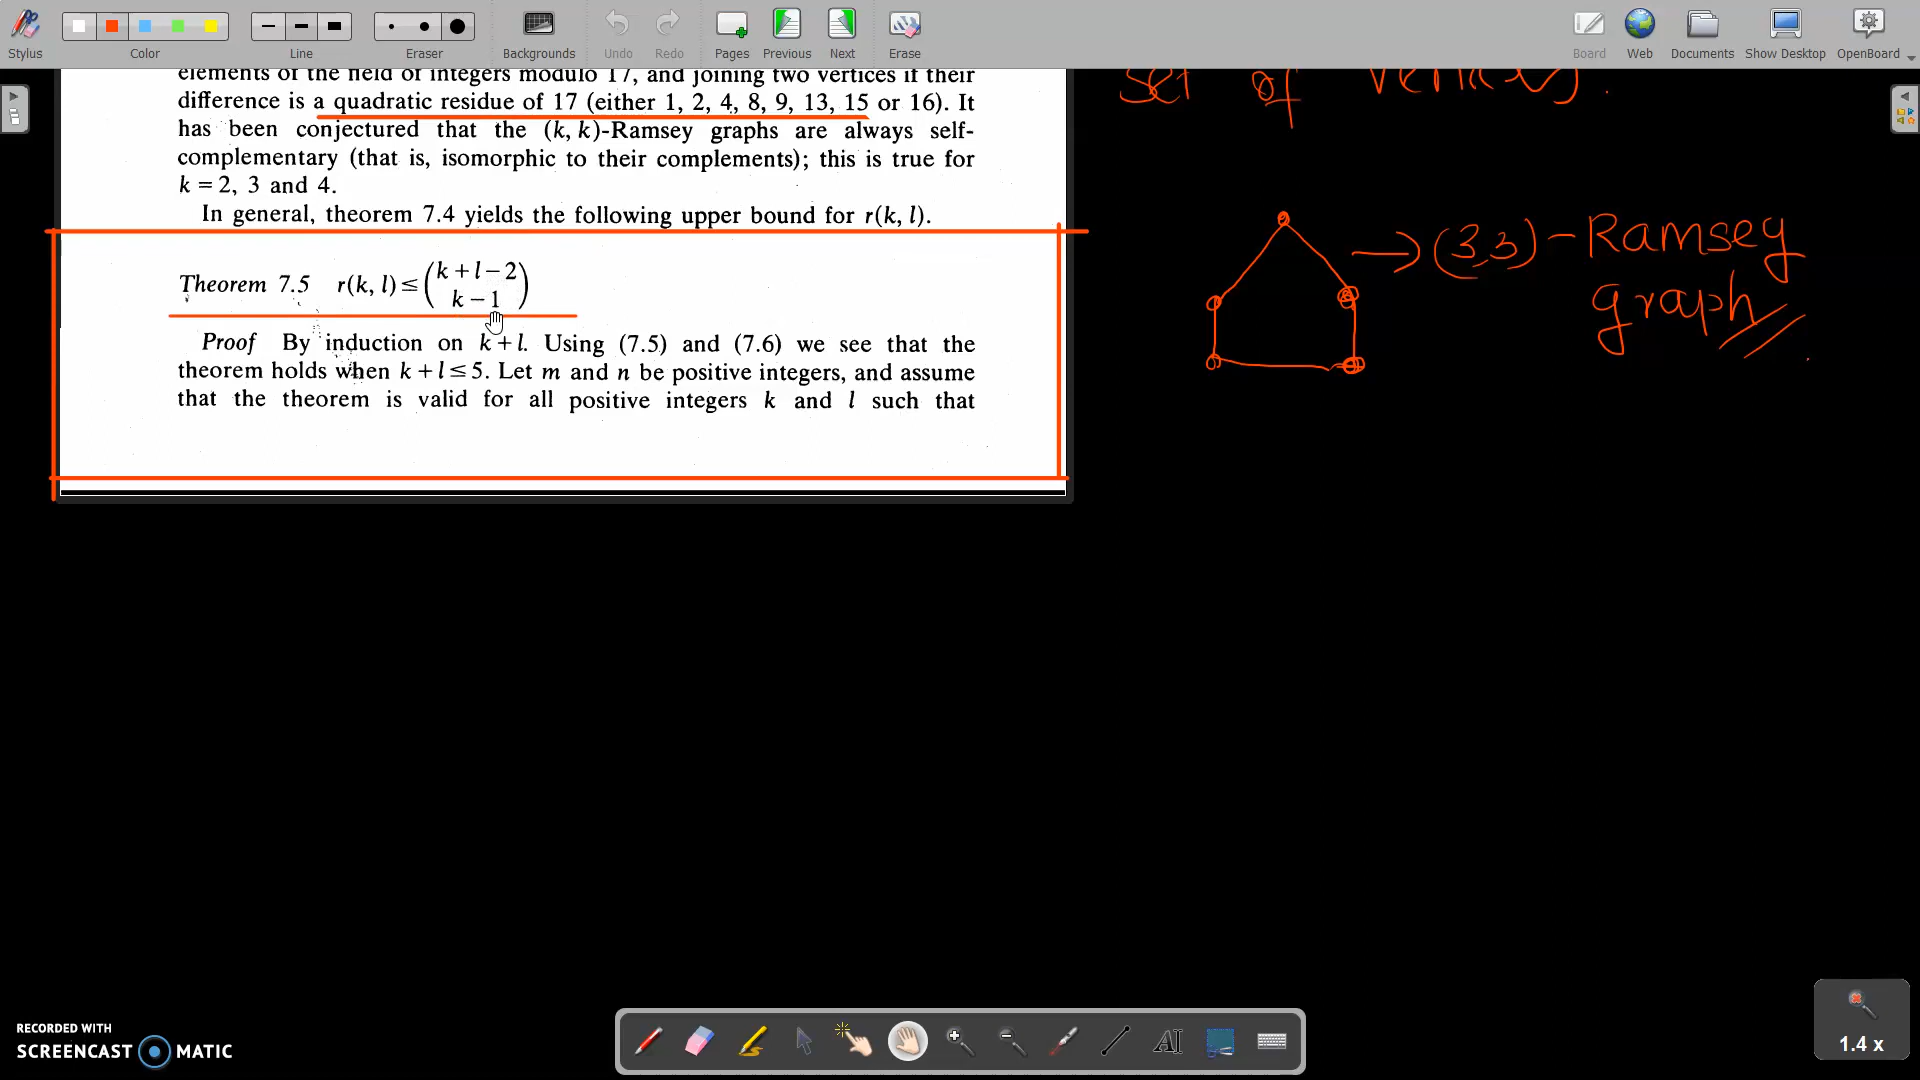 Stylus
Color
Line
Eraser
Backgrounds
Undo
Redo
Pages
Previous
Next
Erase
Board
Web
Documents
Show Desktop
OpenBoard
elements of the field of integers modulo 17, and joining two vertices if their
difference is a quadratic residue of 17 (either 1, 2, 4, 8, 9, 13, 15 or 16). It
has been conjectured that the (k, k)-Ramsey graphs are always self-
complementary (that is, isomorphic to their complements); this is true for
k = 2, 3 and 4.
In general, theorem 7.4 yields the following upper bound for r(k, l).
Theorem 7.5 r(k, l) ≤ (k + l − 2
k − 1)
Proof By induction on k + l. Using (7.5) and (7.6) we see that the
theorem holds when k + l ≤ 5. Let m and n be positive integers, and assume
that the theorem is valid for all positive integers k and l such that
set of vertices.
(3,3) - Ramsey
graph
RECORDED WITH
SCREENCAST MATIC
1.4 x